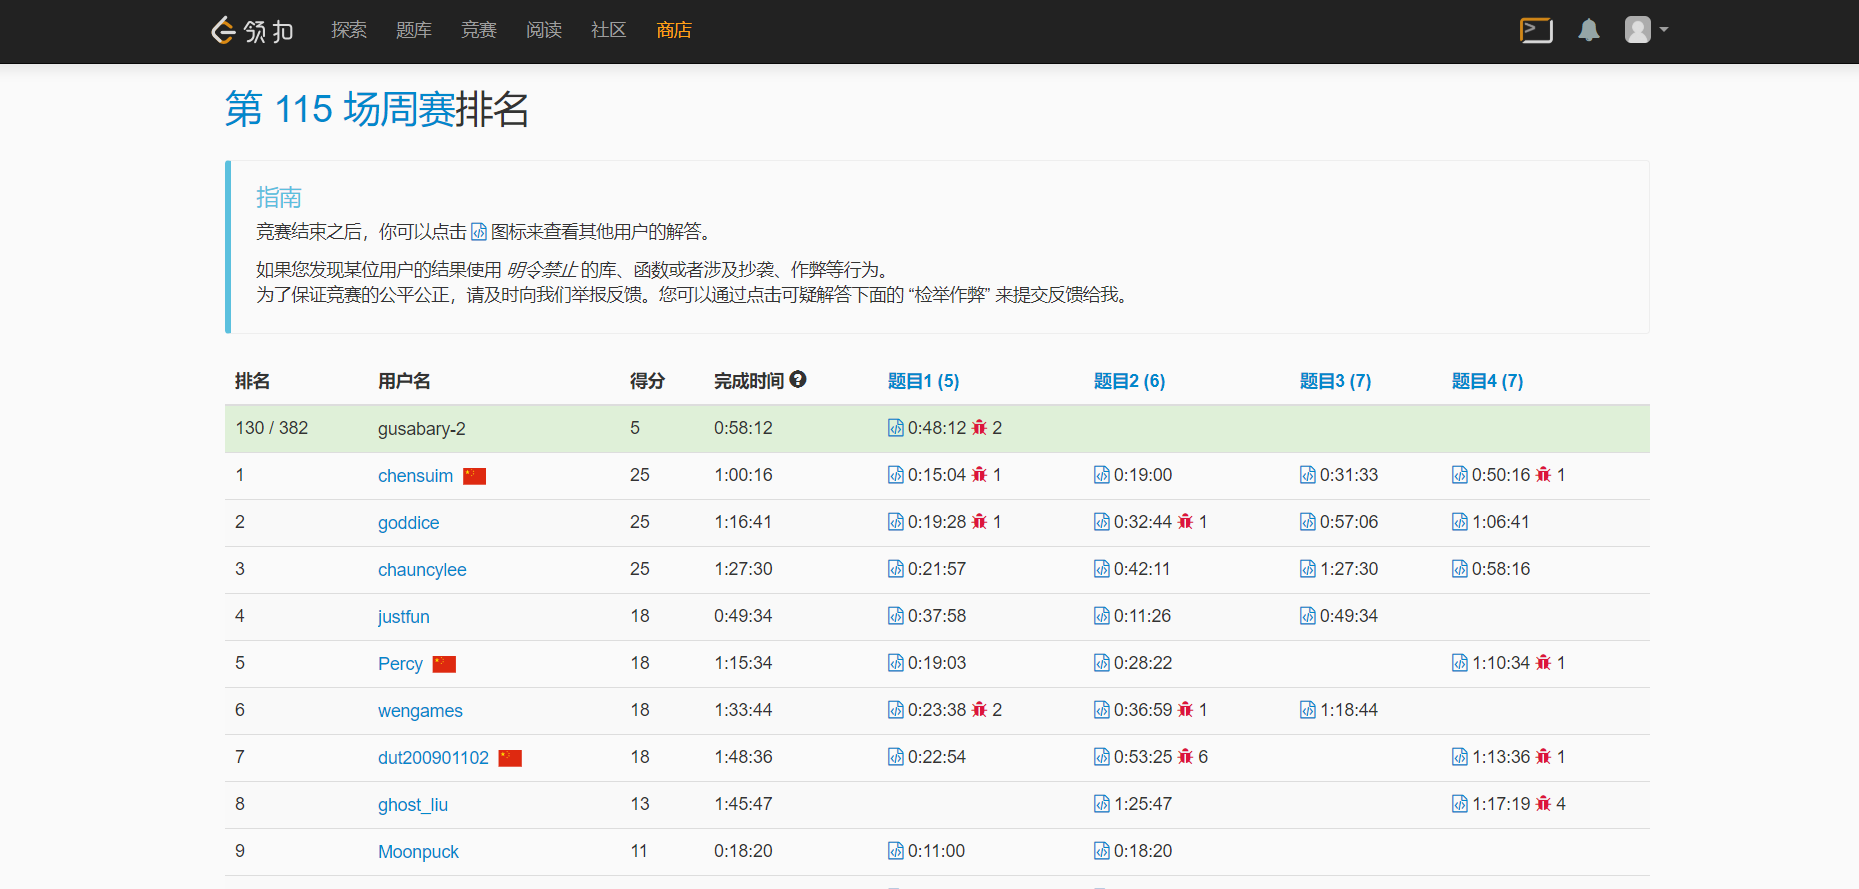 领扣 探索 题库 竞赛 阅读 社区 商店
第 115 场周赛排名
指南
竞赛结束之后，你可以点击 图标来查看其他用户的解答。
如果您发现某位用户的结果使用 明令禁止 的库、函数或者涉及抄袭、作弊等行为。
为了保证竞赛的公平公正，请及时向我们举报反馈。您可以通过点击可疑解答下面的 “检举作弊” 来提交反馈给我。
排名 用户名 得分 完成时间 题目1 (5) 题目2 (6) 题目3 (7) 题目4 (7)
130 / 382 gusabary-2 5 0:58:12 0:48:12 2
1 chensuim 25 1:00:16 0:15:04 1 0:19:00 0:31:33 0:50:16 1
2 goddice 25 1:16:41 0:19:28 1 0:32:44 1 0:57:06 1:06:41
3 chauncylee 25 1:27:30 0:21:57 0:42:11 1:27:30 0:58:16
4 justfun 18 0:49:34 0:37:58 0:11:26 0:49:34
5 Percy 18 1:15:34 0:19:03 0:28:22 1:10:34 1
6 wengames 18 1:33:44 0:23:38 2 0:36:59 1 1:18:44
7 dut200901102 18 1:48:36 0:22:54 0:53:25 6 1:13:36 1
8 ghost_liu 13 1:45:47 1:25:47 1:17:19 4
9 Moonpuck 11 0:18:20 0:11:00 0:18:20